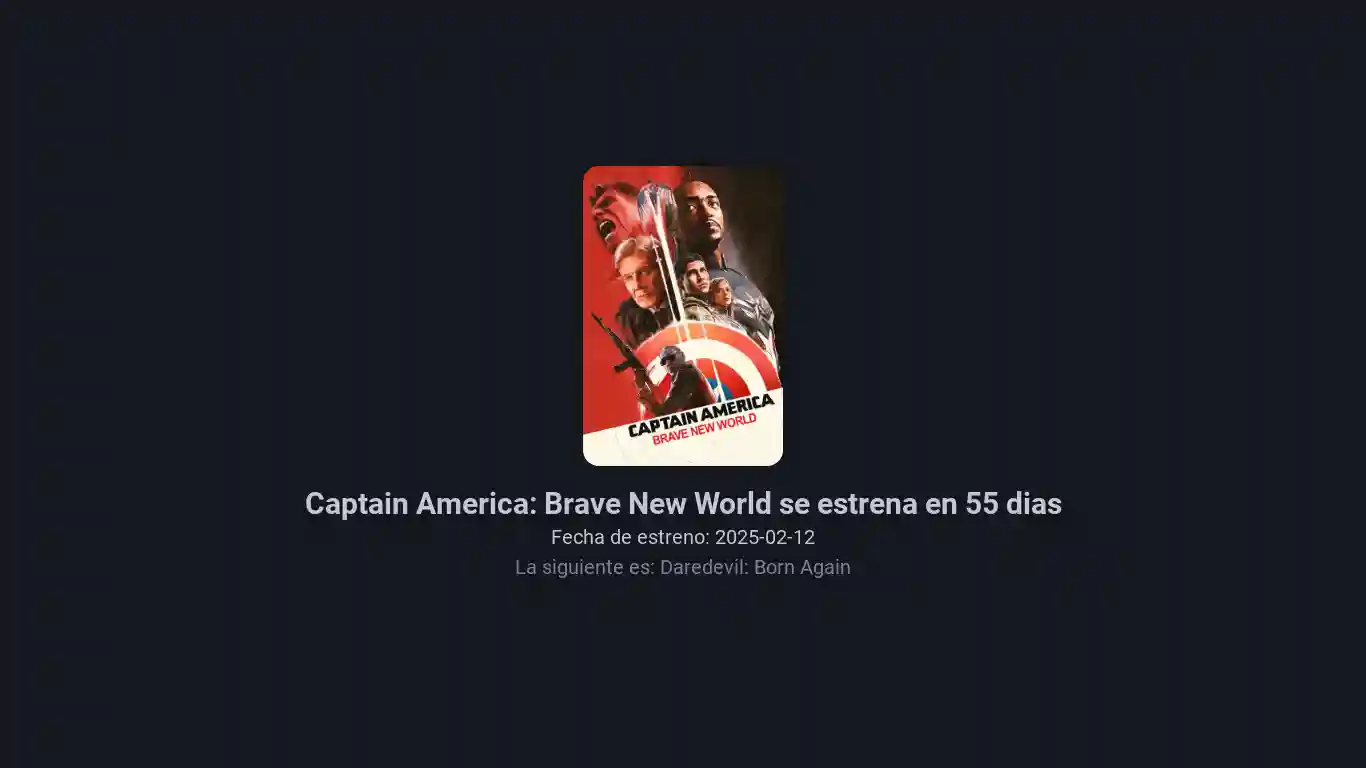 CAPTAIN AMERICA
BRAVE NEW WORLD
Captain America: Brave New World se estrena en 55 dias
Fecha de estreno: 2025-02-12
La siguiente es: Daredevil: Born Again